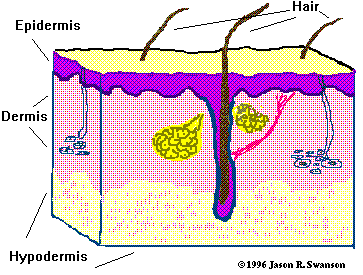 Hair
Epidermis
Dermis
Hypodermis
©1996 Jason R. Swanson